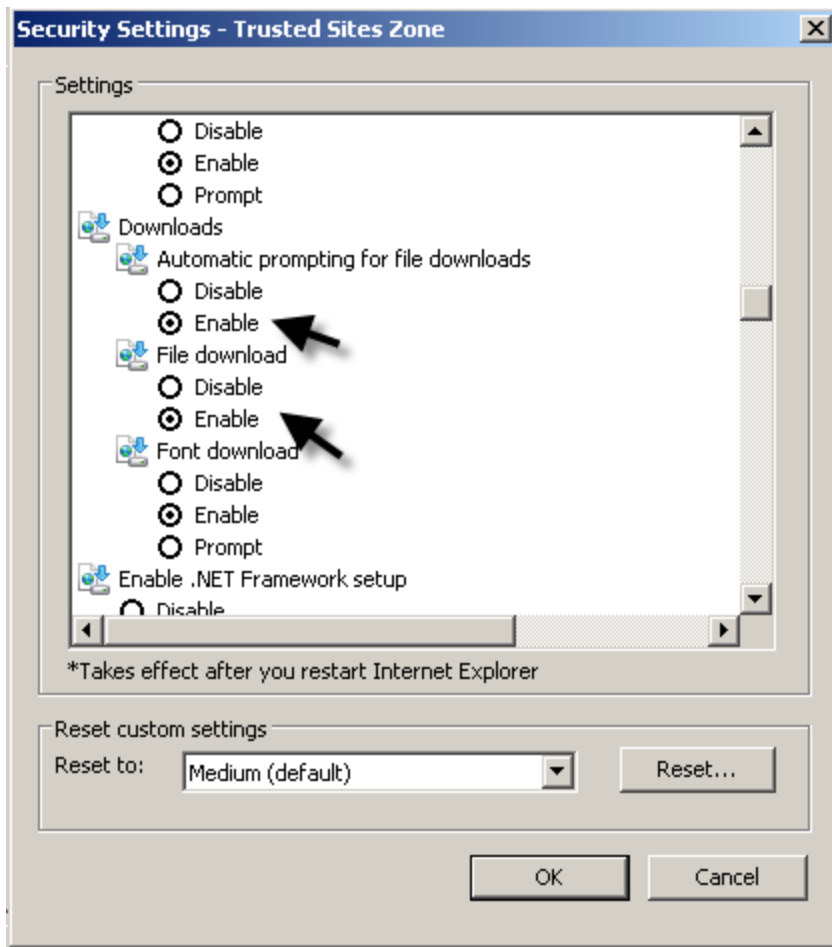 Security Settings - Trusted Sites Zone
Settings
Disable
Enable
Prompt
Downloads
Automatic prompting for file downloads
Disable
Enable
File download
Disable
Enable
Font download
Disable
Enable
Prompt
Enable .NET Framework setup
Disable
*Takes effect after you restart Internet Explorer
Reset custom settings
Reset to: Medium (default) Reset...
OK Cancel